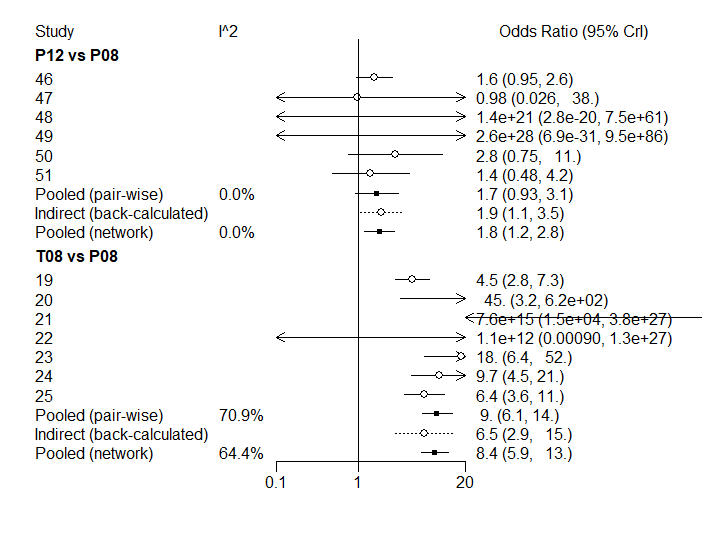 Study I^2 Odds Ratio (95% CrI)
P12 vs P08
46 1.6 (0.95, 2.6)
47 0.98 (0.026, 38.)
48 1.4e+21 (2.8e-20, 7.5e+61)
49 2.6e+28 (6.9e-31, 9.5e+86)
50 2.8 (0.75, 11.)
51 1.4 (0.48, 4.2)
Pooled (pair-wise) 0.0% 1.7 (0.93, 3.1)
Indirect (back-calculated) 1.9 (1.1, 3.5)
Pooled (network) 0.0% 1.8 (1.2, 2.8)
T08 vs P08
19 4.5 (2.8, 7.3)
20 45. (3.2, 6.2e+02)
21 7.6e+15 (1.5e+04, 3.8e+27)
22 1.1e+12 (0.00090, 1.3e+27)
23 18. (6.4, 52.)
24 9.7 (4.5, 21.)
25 6.4 (3.6, 11.)
Pooled (pair-wise) 70.9% 9. (6.1, 14.)
Indirect (back-calculated) 6.5 (2.9, 15.)
Pooled (network) 64.4% 8.4 (5.9, 13.)
0.1 1 20